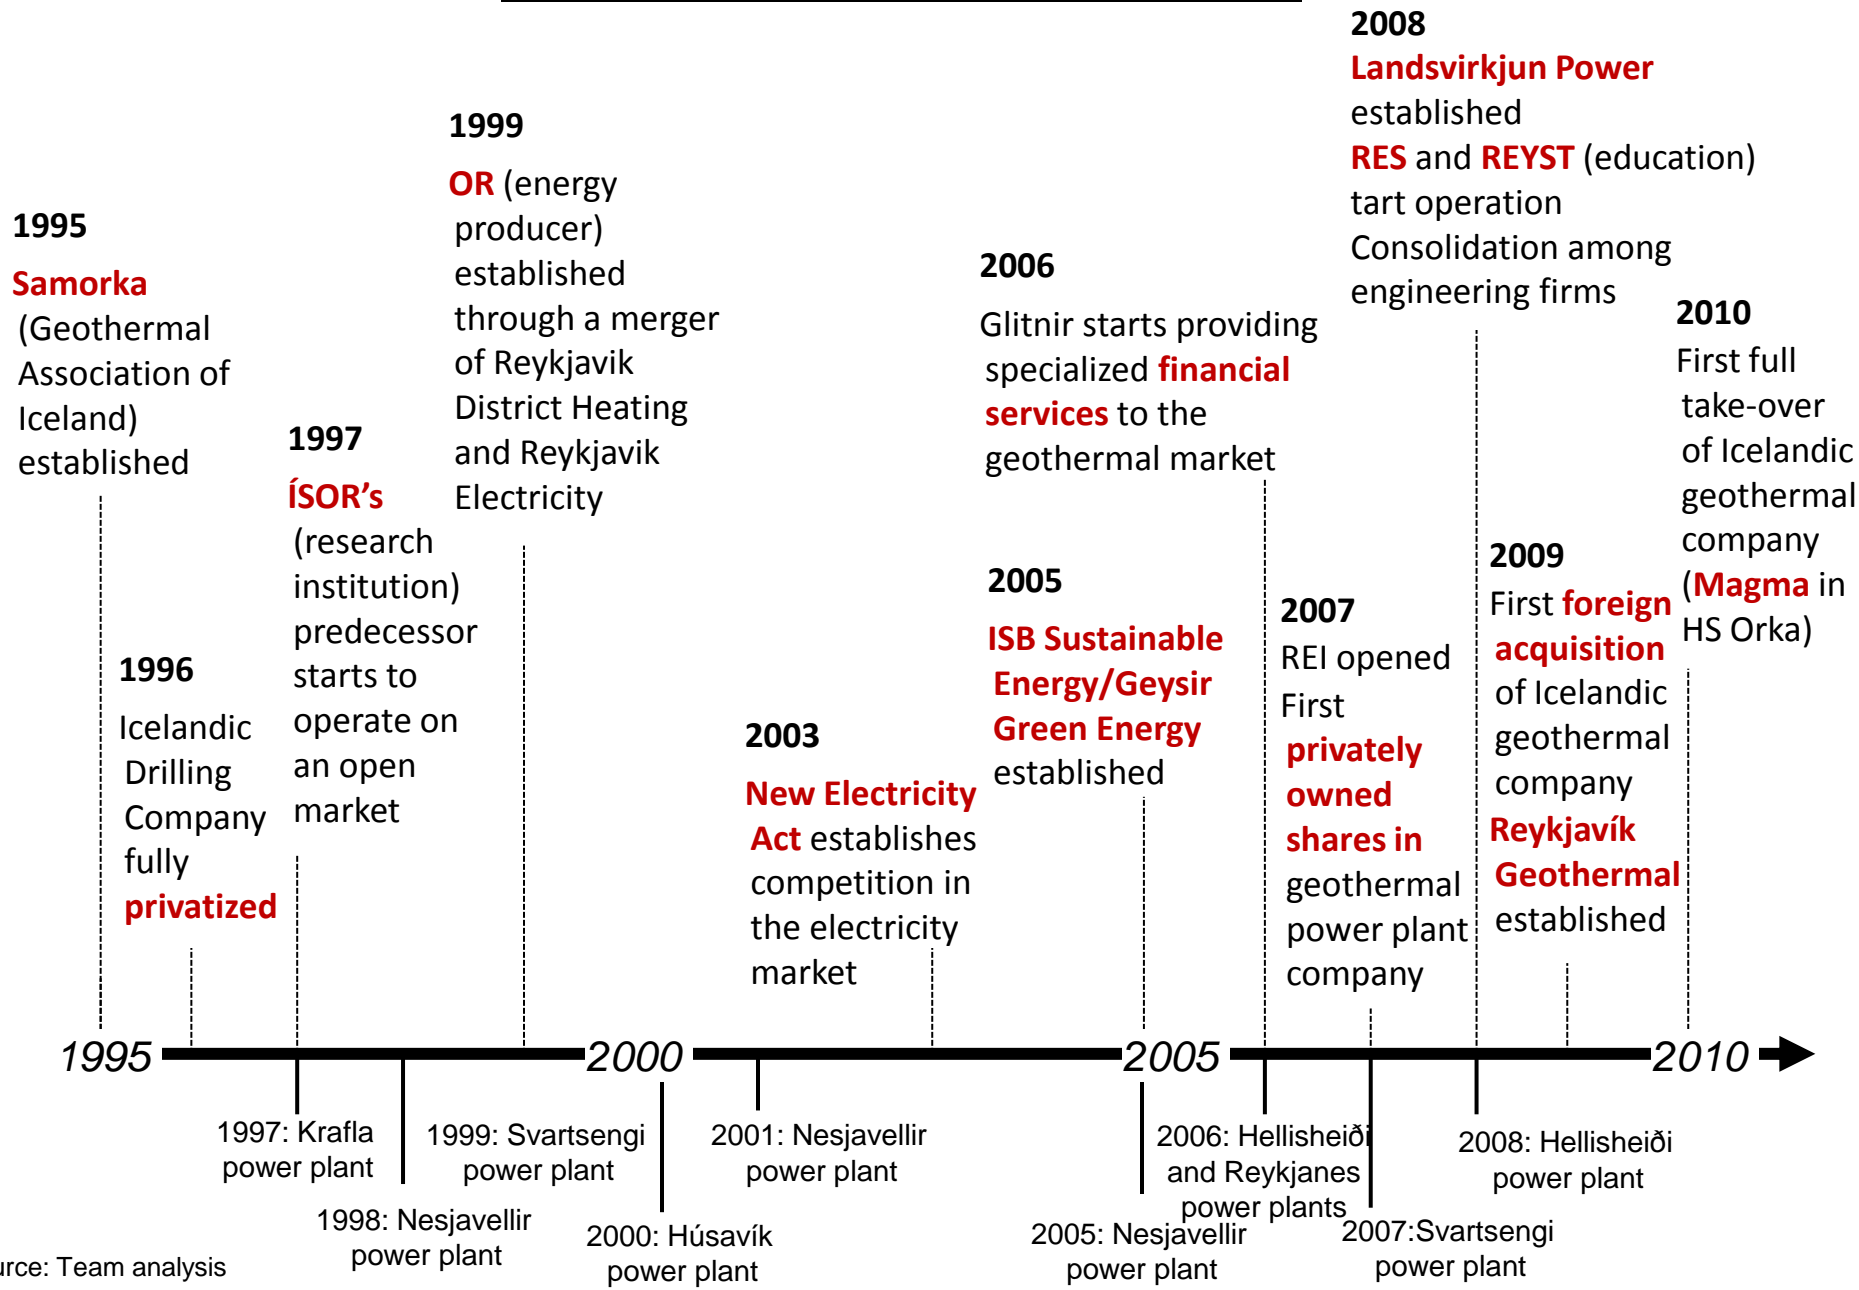 1995
Samorka
(Geothermal
Association of
Iceland)
established
1996
Icelandic
Drilling
Company
fully
privatized
1997
ÍSOR’s
(research
institution)
predecessor
starts to
operate on
an open
market
1999
OR (energy
producer)
established
through a merger
of Reykjavik
District Heating
and Reykjavik
Electricity
2003
New Electricity
Act establishes
competition in
the electricity
market
2005
ISB Sustainable
Energy/Geysir
Green Energy
established
2006
Glitnir starts providing
specialized financial
services to the
geothermal market
2007
REI opened
First
privately
owned
shares in
geothermal
power plant
company
2008
Landsvirkjun Power
established
RES and REYST (education)
tart operation
Consolidation among
engineering firms
2009
First foreign
acquisition
of Icelandic
geothermal
company
Reykjavík
Geothermal
established
2010
First full
take-over
of Icelandic
geothermal
company
(Magma in
HS Orka)
1995 2000 2005 2010
1997: Krafla
power plant
1998: Nesjavellir
power plant
1999: Svartsengi
power plant
2000: Húsavík
power plant
2001: Nesjavellir
power plant
2005: Nesjavellir
power plant
2006: Hellisheiði
and Reykjanes
power plants
2007:Svartsengi
power plant
2008: Hellisheiði
power plant
urce: Team analysis